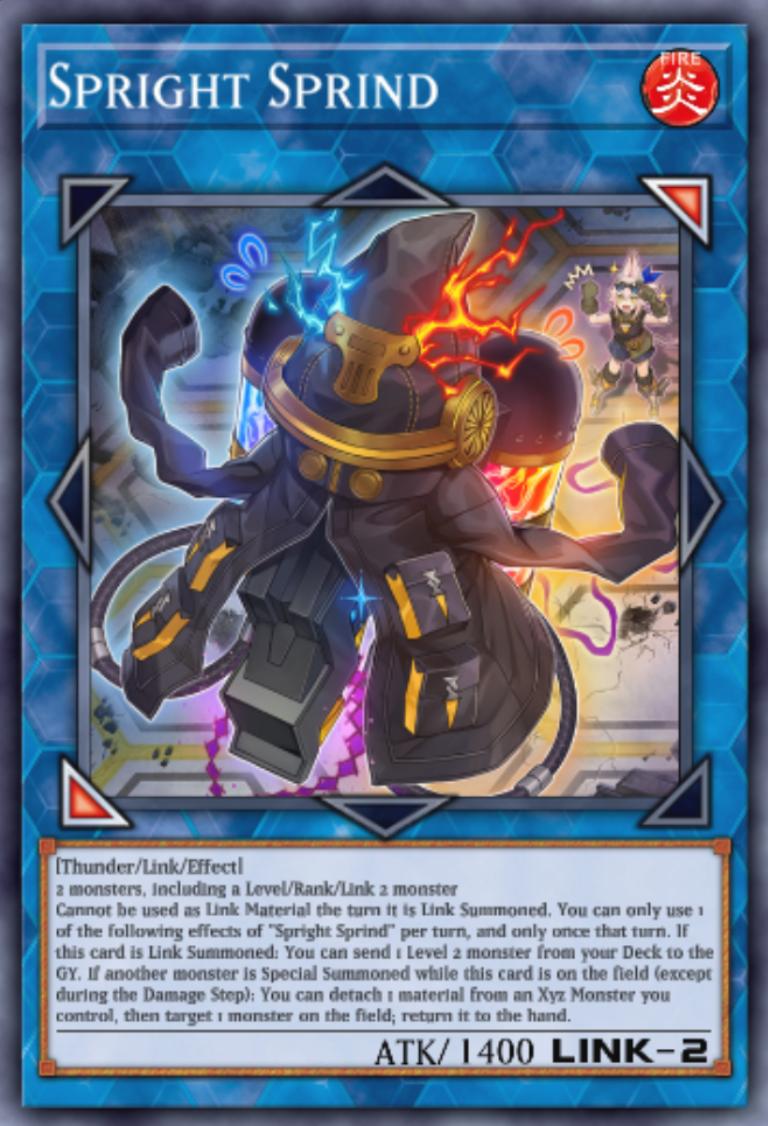 Spright Sprind
FIRE
炎
[Thunder/Link/Effect]
2 monsters, including a Level/Rank/Link 2 monster
Cannot be used as Link Material the turn it is Link Summoned. You can only use 1
of the following effects of "Spright Sprind" per turn, and only once that turn. If
this card is Link Summoned: You can send 1 Level 2 monster from your Deck to the
GY. If another monster is Special Summoned while this card is on the field (except
during the Damage Step): You can detach 1 material from an Xyz Monster you
control, then target 1 monster on the field; return it to the hand.
ATK/ 1400 LINK-2